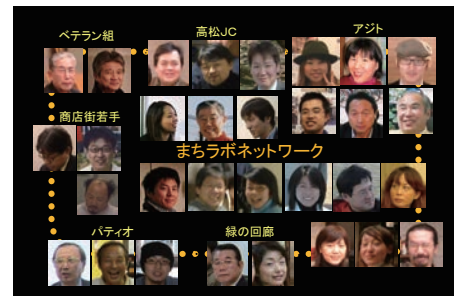 ベテラン組
高松JC
アジト
商店街若手
まちラボネットワーク
パティオ
緑の回廊